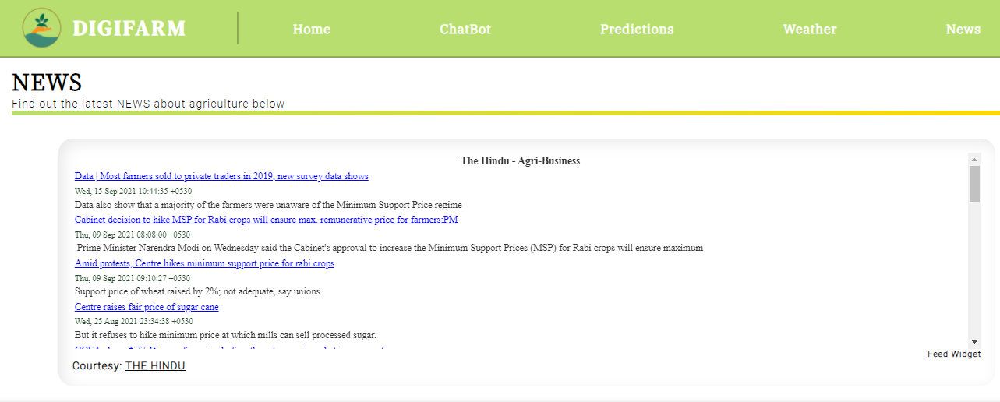 DIGIFARM
Home
ChatBot
Predictions
Weather
News
NEWS
Find out the latest NEWS about agriculture below
The Hindu - Agri-Business
Data | Most farmers sold to private traders in 2019, new survey data shows
Wed, 15 Sep 2021 10:44:35 +0530
Data also show that a majority of the farmers were unaware of the Minimum Support Price regime
Cabinet decision to hike MSP for Rabi crops will ensure max. remunerative price for farmers:PM
Thu, 09 Sep 2021 08:08:00 +0530
Prime Minister Narendra Modi on Wednesday said the Cabinet's approval to increase the Minimum Support Prices (MSP) for Rabi crops will ensure maximum
Amid protests, Centre hikes minimum support price for rabi crops
Thu, 09 Sep 2021 09:10:27 +0530
Support price of wheat raised by 2%; not adequate, say unions
Centre raises fair price of sugar cane
Wed, 25 Aug 2021 23:34:38 +0530
But it refuses to hike minimum price at which mills can sell processed sugar.
Feed Widget
Courtesy: THE HINDU